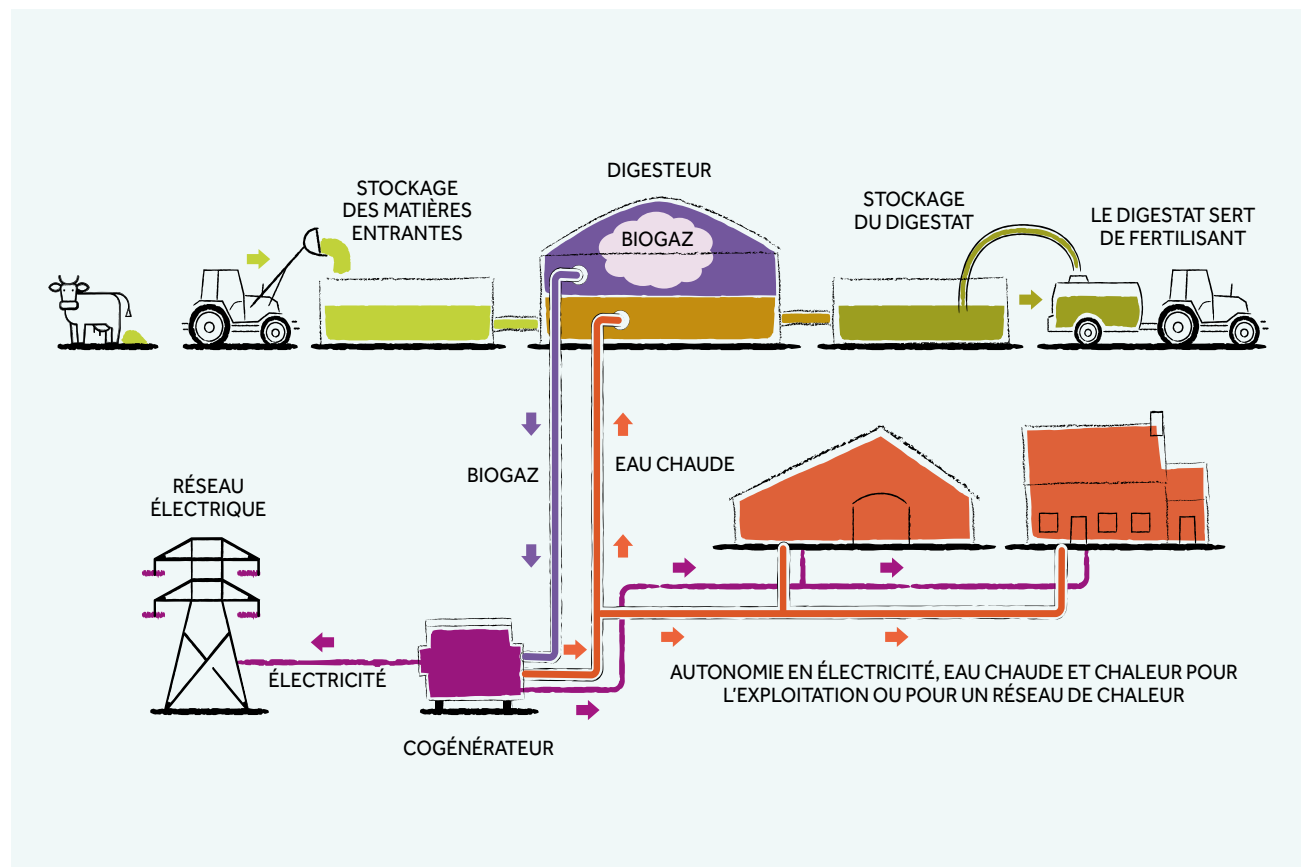 DIGESTEUR
STOCKAGE
DES MATIÈRES
ENTRANTES
BIOGAZ
STOCKAGE
DU DIGESTAT
LE DIGESTAT SERT
DE FERTILISANT
BIOGAZ
EAU CHAUDE
RÉSEAU
ÉLECTRIQUE
ÉLECTRICITÉ
COGÉNÉRATEUR
AUTONOMIE EN ÉLECTRICITÉ, EAU CHAUDE ET CHALEUR POUR
L'EXPLOITATION OU POUR UN RÉSEAU DE CHALEUR